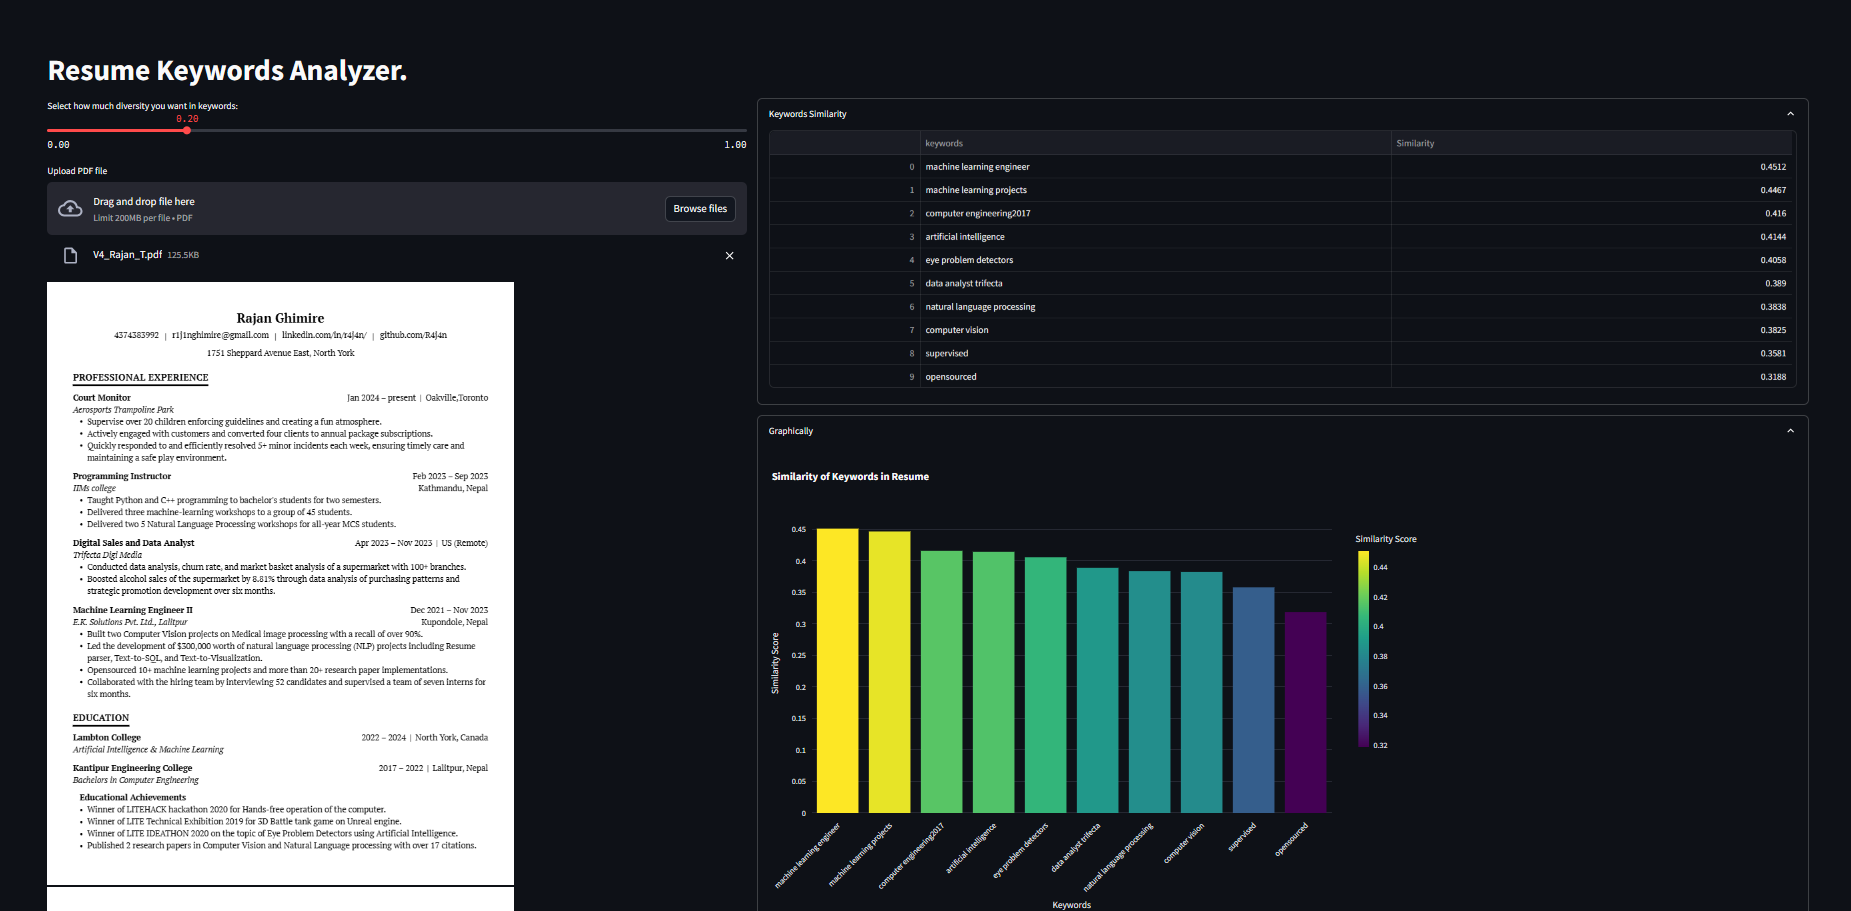 Resume Keywords Analyzer.
Select how much diversity you want in keywords:
0.20
0.00 1.00
Upload PDF file
Drag and drop file here
Limit 200MB per file • PDF
Browse files
V4_Rajan_T.pdf 125.5KB
Rajan Ghimire
4374383992 | r1j1nghimire@gmail.com | linkedin.com/in/r4j4n/ | github.com/R4j4n
1751 Sheppard Avenue East, North York
PROFESSIONAL EXPERIENCE
Court Monitor Jan 2024 – present | Oakville,Toronto
Aerosports Trampoline Park
• Supervise over 20 children enforcing guidelines and creating a fun atmosphere.
• Actively engaged with customers and converted four clients to annual package subscriptions.
• Quickly responded to and efficiently resolved 5+ minor incidents each week, ensuring timely care and
maintaining a safe play environment.
Programming Instructor Feb 2023 – Sep 2023
IIMs college Kathmandu, Nepal
• Taught Python and C++ programming to bachelor's students for two semesters.
• Delivered three machine-learning workshops to a group of 45 students.
• Delivered two 5 Natural Language Processing workshops for all-year MCS students.
Digital Sales and Data Analyst Apr 2023 – Nov 2023 | US (Remote)
Trifecta Digi Media
• Conducted data analysis, churn rate, and market basket analysis of a supermarket with 100+ branches.
• Boosted alcohol sales of the supermarket by 8.81% through data analysis of purchasing patterns and
strategic promotion development over six months.
Machine Learning Engineer II Dec 2021 – Nov 2023
E.K. Solutions Pvt. Ltd., Lalitpur Kupondole, Nepal
• Built two Computer Vision projects on Medical image processing with a recall of over 90%.
• Led the development of $300,000 worth of natural language processing (NLP) projects including Resume
parser, Text-to-SQL, and Text-to-Visualization.
• Opensourced 10+ machine learning projects and more than 20+ research paper implementations.
• Collaborated with the hiring team by interviewing 52 candidates and supervised a team of seven interns for
six months.
EDUCATION
Lambton College 2022 – 2024 | North York, Canada
Artificial Intelligence & Machine Learning
Kantipur Engineering College 2017 – 2022 | Lalitpur, Nepal
Bachelors in Computer Engineering
Educational Achievements
• Winner of LITEHACK hackathon 2020 for Hands-free operation of the computer.
• Winner of LITE Technical Exhibition 2019 for 3D Battle tank game on Unreal engine.
• Winner of LITE IDEATHON 2020 on the topic of Eye Problem Detectors using Artificial Intelligence.
• Published 2 research papers in Computer Vision and Natural Language processing with over 17 citations.
Keywords Similarity
keywords Similarity
0 machine learning engineer 0.4512
1 machine learning projects 0.4467
2 computer engineering2017 0.416
3 artificial intelligence 0.4144
4 eye problem detectors 0.4058
5 data analyst trifecta 0.389
6 natural language processing 0.3838
7 computer vision 0.3825
8 supervised 0.3581
9 opensourced 0.3188
Graphically
Similarity of Keywords in Resume
Similarity Score
0.45
0.4
0.35
0.3
0.25
0.2
0.15
0.1
0.05
0
machine learning engineer
machine learning projects
computer engineering2017
artificial intelligence
eye problem detectors
data analyst trifecta
natural language processing
computer vision
supervised
opensourced
Keywords
Similarity Score
0.44
0.42
0.4
0.38
0.36
0.34
0.32